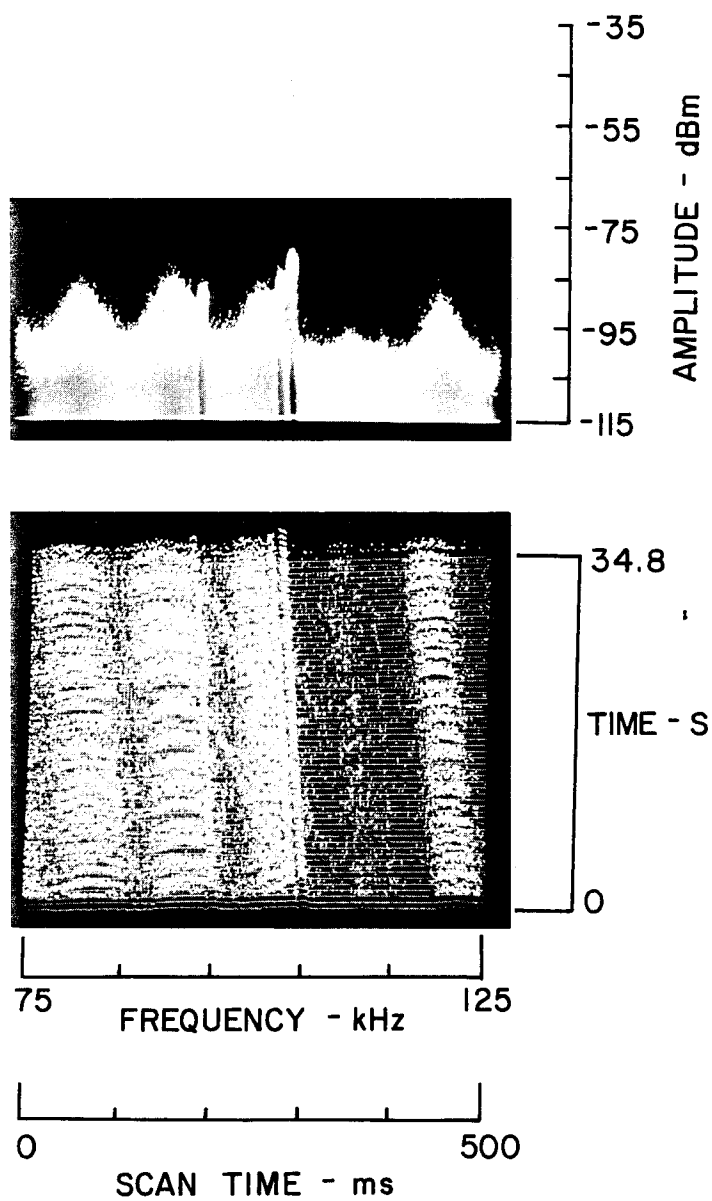 -35
-55
-75
-95
-115
AMPLITUDE - dBm
34.8
TIME - S
0
75 125
FREQUENCY - kHz
0 500
SCAN TIME - ms